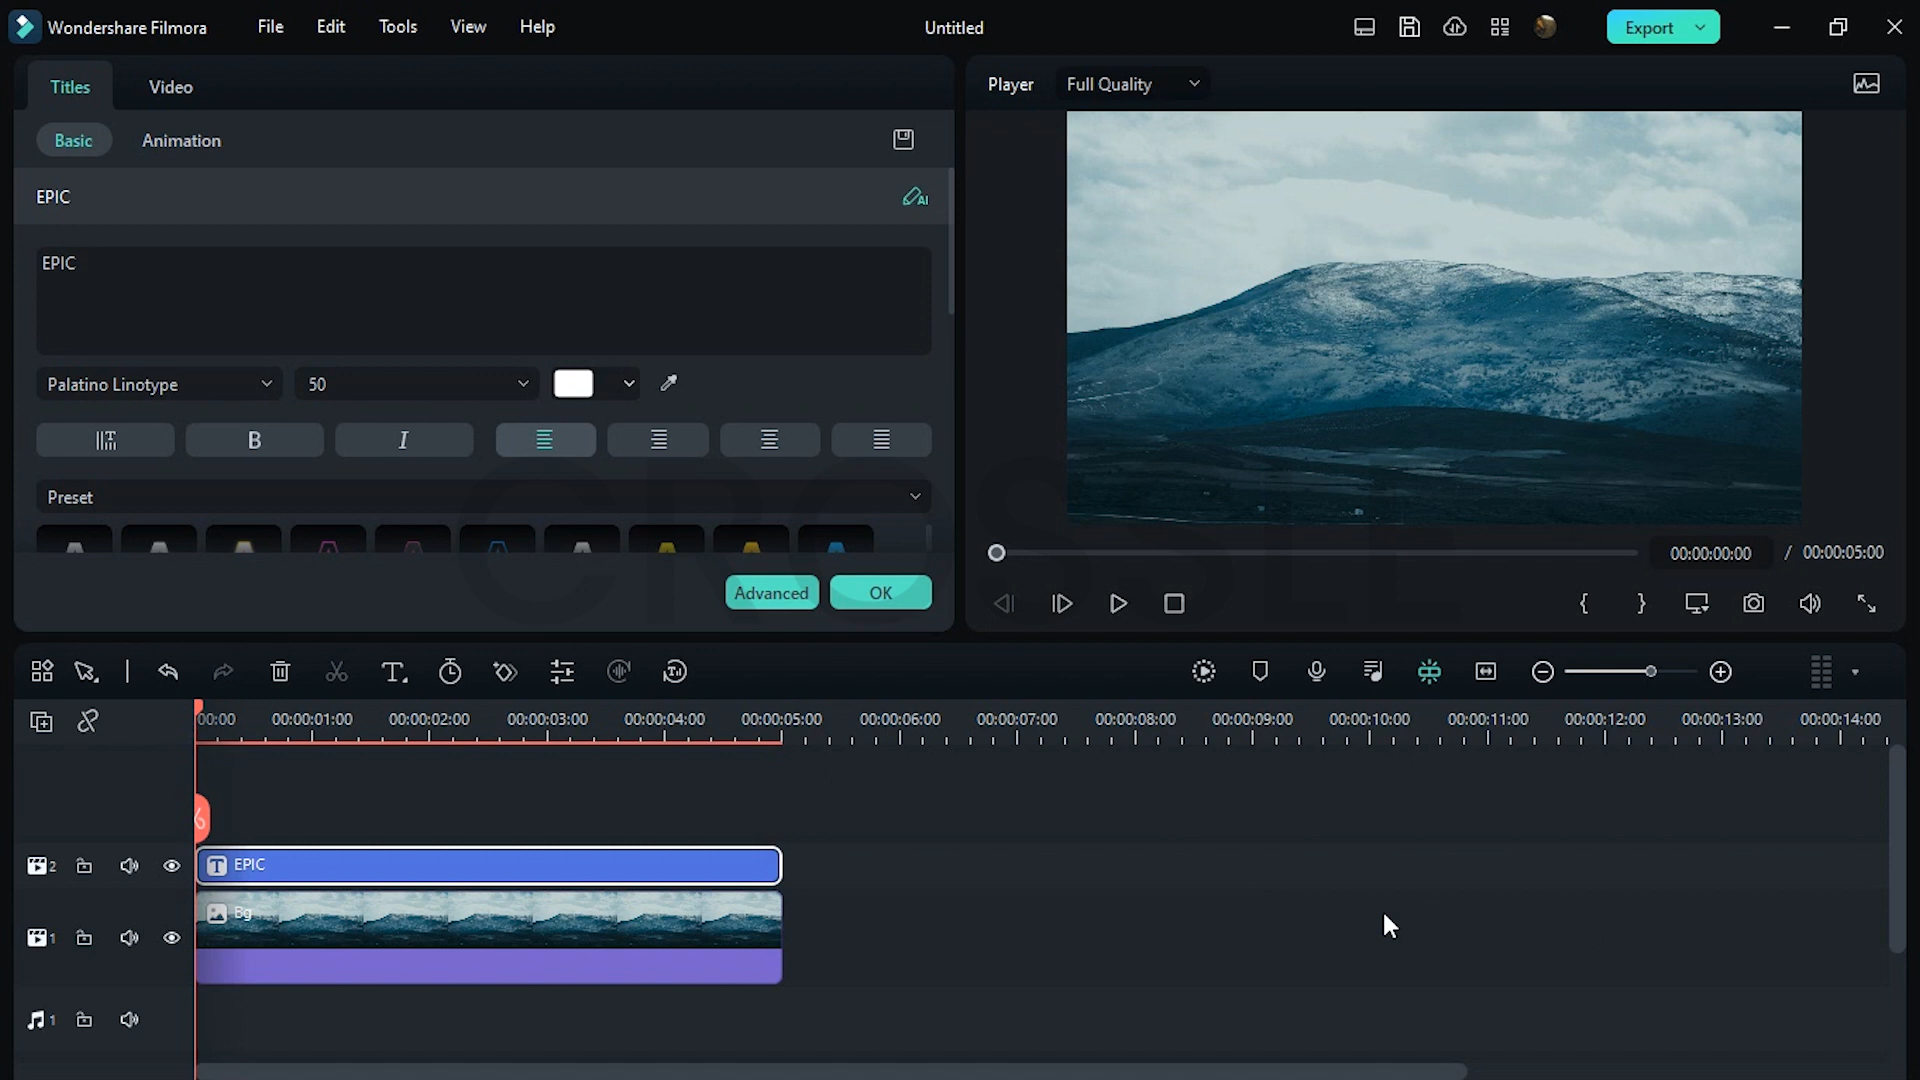 Wondershare Filmora File Edit Tools View Help Untitled Export
Titles Video
Player Full Quality
Basic Animation
EPIC AI
EPIC
Palatino Linotype 50
B I
Preset
00:00:00:00 / 00:00:05:00
Advanced OK
00:00 00:00:01:00 00:00:02:00 00:00:03:00 00:00:04:00 00:00:05:00 00:00:06:00 00:00:07:00 00:00:08:00 00:00:09:00 00:00:10:00 00:00:11:00 00:00:12:00 00:00:13:00 00:00:14:00
2 T EPIC
Bg
1
1